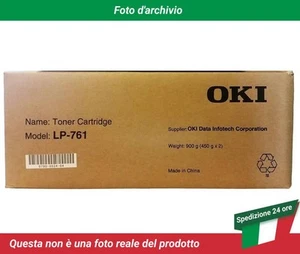 Foto d'archivio
OKI
Name: Toner Cartridge
Model: LP-761
Supplier: OKI Data Infotech Corporation
Weight: 900 g (450 g x 2)
Made in China
Spedizione 24 ore
Questa non è una foto reale del prodotto